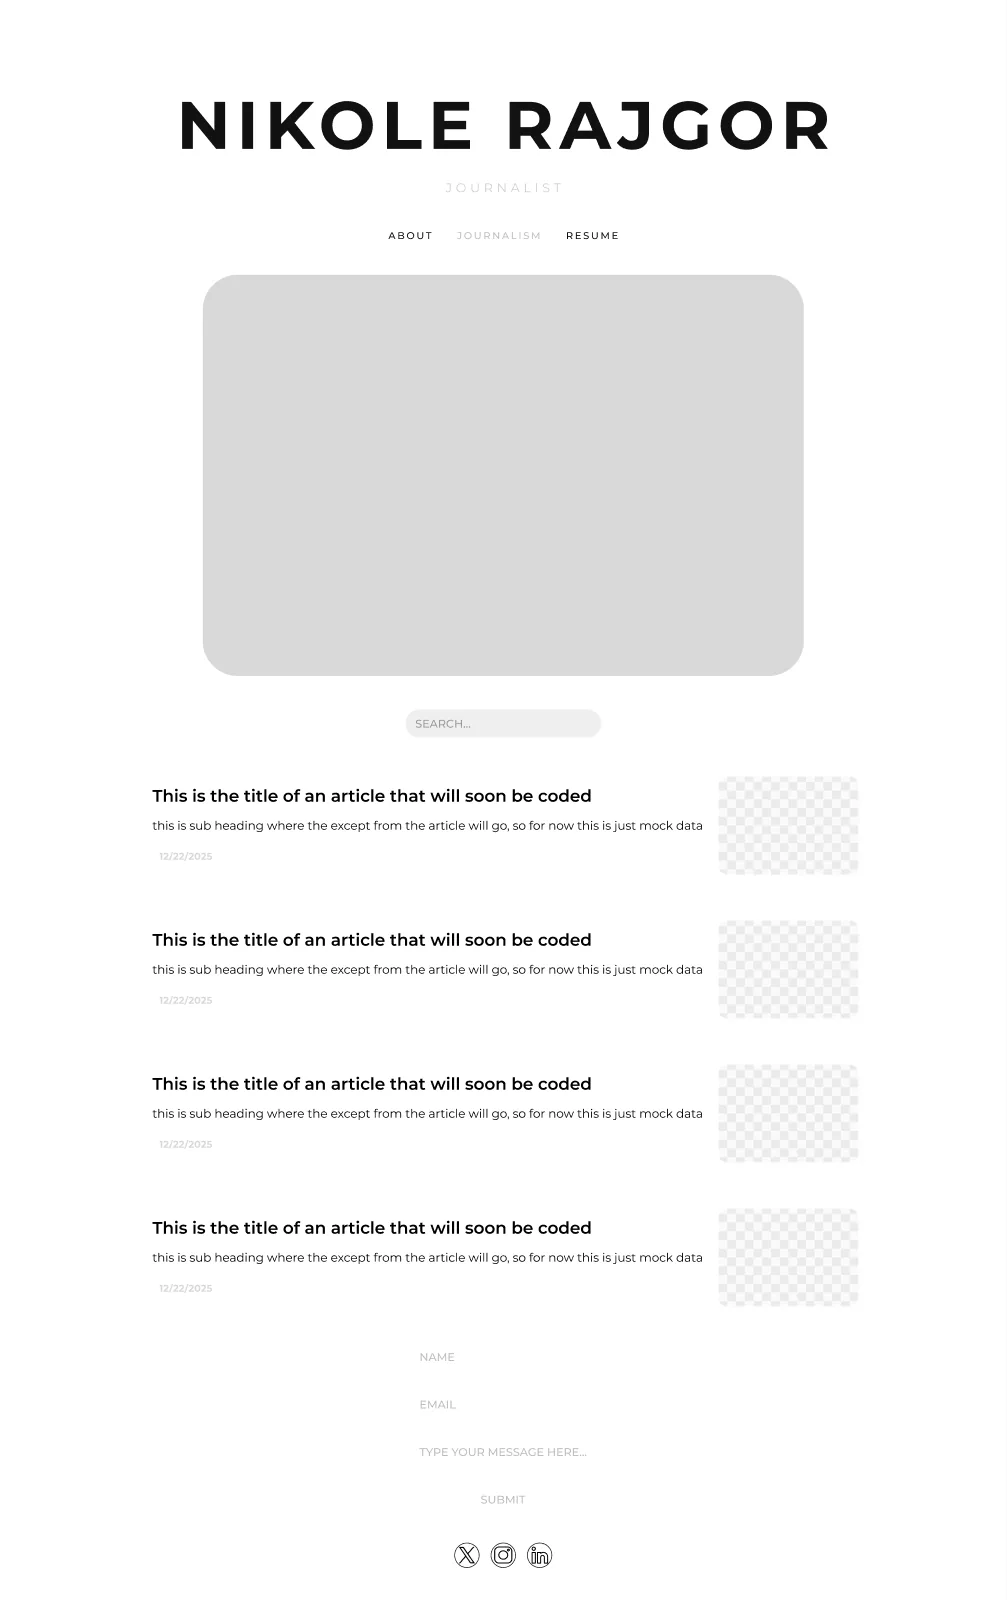 NIKOLE RAJGOR
JOURNALIST
ABOUT JOURNALISM RESUME
SEARCH...
This is the title of an article that will soon be coded
this is sub heading where the except from the article will go, so for now this is just mock data
12/22/2025
This is the title of an article that will soon be coded
this is sub heading where the except from the article will go, so for now this is just mock data
12/22/2025
This is the title of an article that will soon be coded
this is sub heading where the except from the article will go, so for now this is just mock data
12/22/2025
This is the title of an article that will soon be coded
this is sub heading where the except from the article will go, so for now this is just mock data
12/22/2025
NAME
EMAIL
TYPE YOUR MESSAGE HERE...
SUBMIT
X in